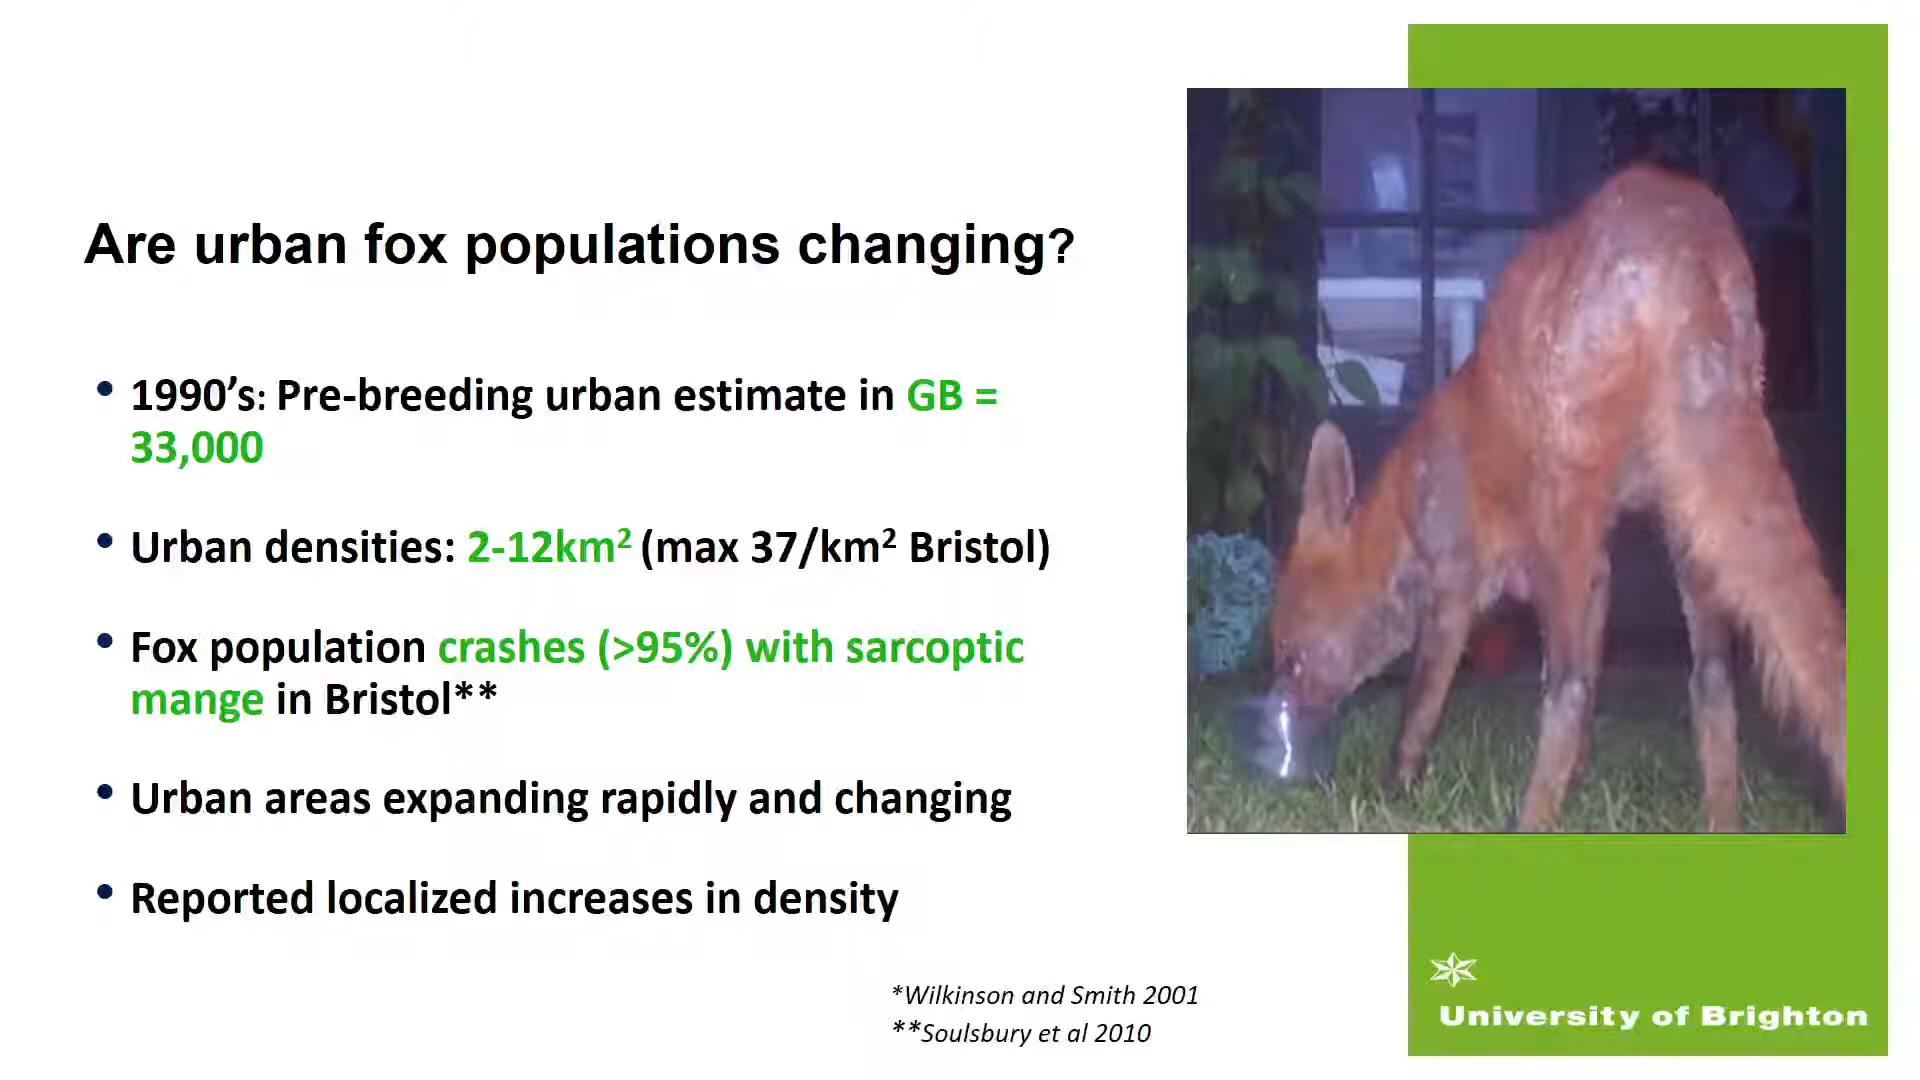 Are urban fox populations changing?
• 1990’s: Pre-breeding urban estimate in GB =
33,000
• Urban densities: 2-12km² (max 37/km² Bristol)
• Fox population crashes (>95%) with sarcoptic
mange in Bristol**
• Urban areas expanding rapidly and changing
• Reported localized increases in density
*Wilkinson and Smith 2001
**Soulsbury et al 2010
University of Brighton